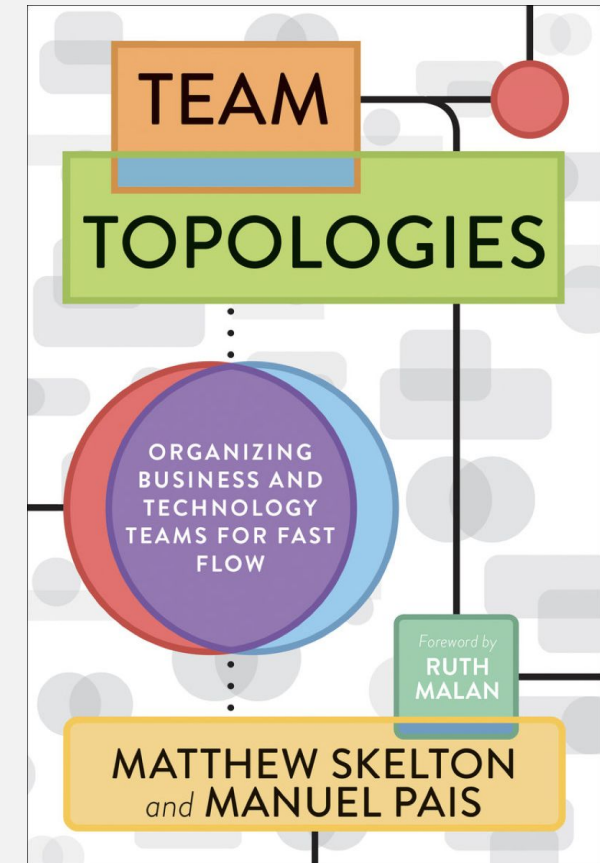 TEAM
TOPOLOGIES
ORGANIZING
BUSINESS AND
TECHNOLOGY
TEAMS FOR FAST
FLOW
Foreword by
RUTH
MALAN
MATTHEW SKELTON
and MANUEL PAIS